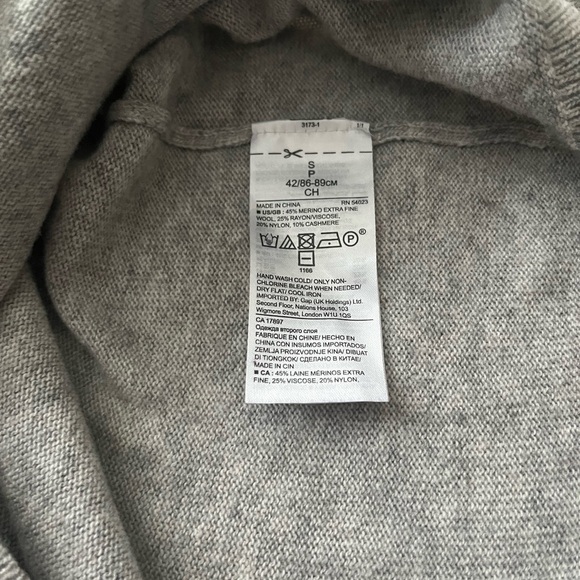 3173-1 1/1
S
P
42/86-89CM
CH
MADE IN CHINA RN 54023
■ US/GB : 45% MERINO EXTRA FINE
WOOL, 25% RAYON/VISCOSE,
20% NYLON, 10% CASHMERE
P
1166
HAND WASH COLD/ ONLY NON-
CHLORINE BLEACH WHEN NEEDED/
DRY FLAT/ COOL IRON
IMPORTED BY: Gap (UK Holdings) Ltd.
Second Floor, Nations House, 103
Wigmore Street, London W1U 1QS
CA 17897
Одежда второго слоя
FABRIQUE EN CHINE/ HECHO EN
CHINA CON INSUMOS IMPORTADOS/
ZEMLJA PROIZVODNJE KINA/ DIBUAT
DI TIONGKOK/ СДЕЛАНО В КИТАЕ/
MADE IN CIN
■ CA : 45% LAINE MÉRINOS EXTRA
FINE, 25% VISCOSE, 20% NYLON,